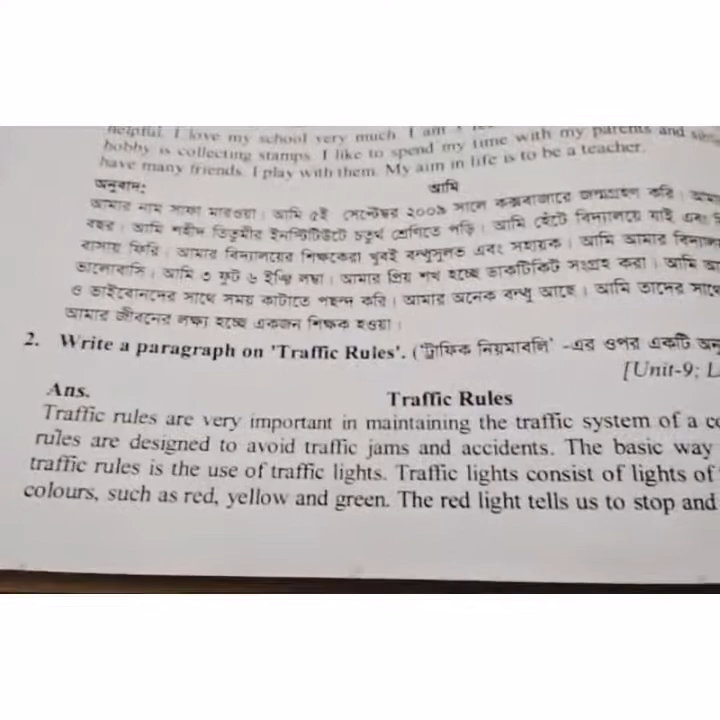 helpful. I love my school very much. I am
hobby is collecting stamps. I like to spend my time with my parents and
have many friends. I play with them. My aim in life is to be a teacher.
অনুবাদ: আমি
আমার নাম সাফা মারওয়া। আমি ৫ই সেপ্টেম্বর ২০০৯ সালে কক্সবাজারে জন্মগ্রহণ করি।
বছর। আমি শহীদ তিতুমীর ইনস্টিটিউটে চতুর্থ শ্রেণিতে পড়ি। আমি হেঁটে বিদ্যালয়ে যাই এবং
বাসায় ফিরি। আমার বিদ্যালয়ের শিক্ষকেরা খুবই বন্ধুসুলভ এবং সহায়ক। আমি আমার
ভালোবাসি। আমি ৩ ফুট ৬ ইঞ্চি লম্বা। আমার প্রিয় শখ হচ্ছে ডাকটিকিট সংগ্রহ করা। আমি
ও ভাইবোনদের সাথে সময় কাটাতে পছন্দ করি। আমার অনেক বন্ধু আছে। আমি তাদের সাথে
আমার জীবনের লক্ষ্য হচ্ছে একজন শিক্ষক হওয়া।
2. Write a paragraph on 'Traffic Rules'. ('ট্রাফিক নিয়মাবলি' -এর ওপর একটি
[Unit-9; L
Ans. Traffic Rules
Traffic rules are very important in maintaining the traffic system of a
rules are designed to avoid traffic jams and accidents. The basic way
traffic rules is the use of traffic lights. Traffic lights consist of lights of
colours, such as red, yellow and green. The red light tells us to stop and